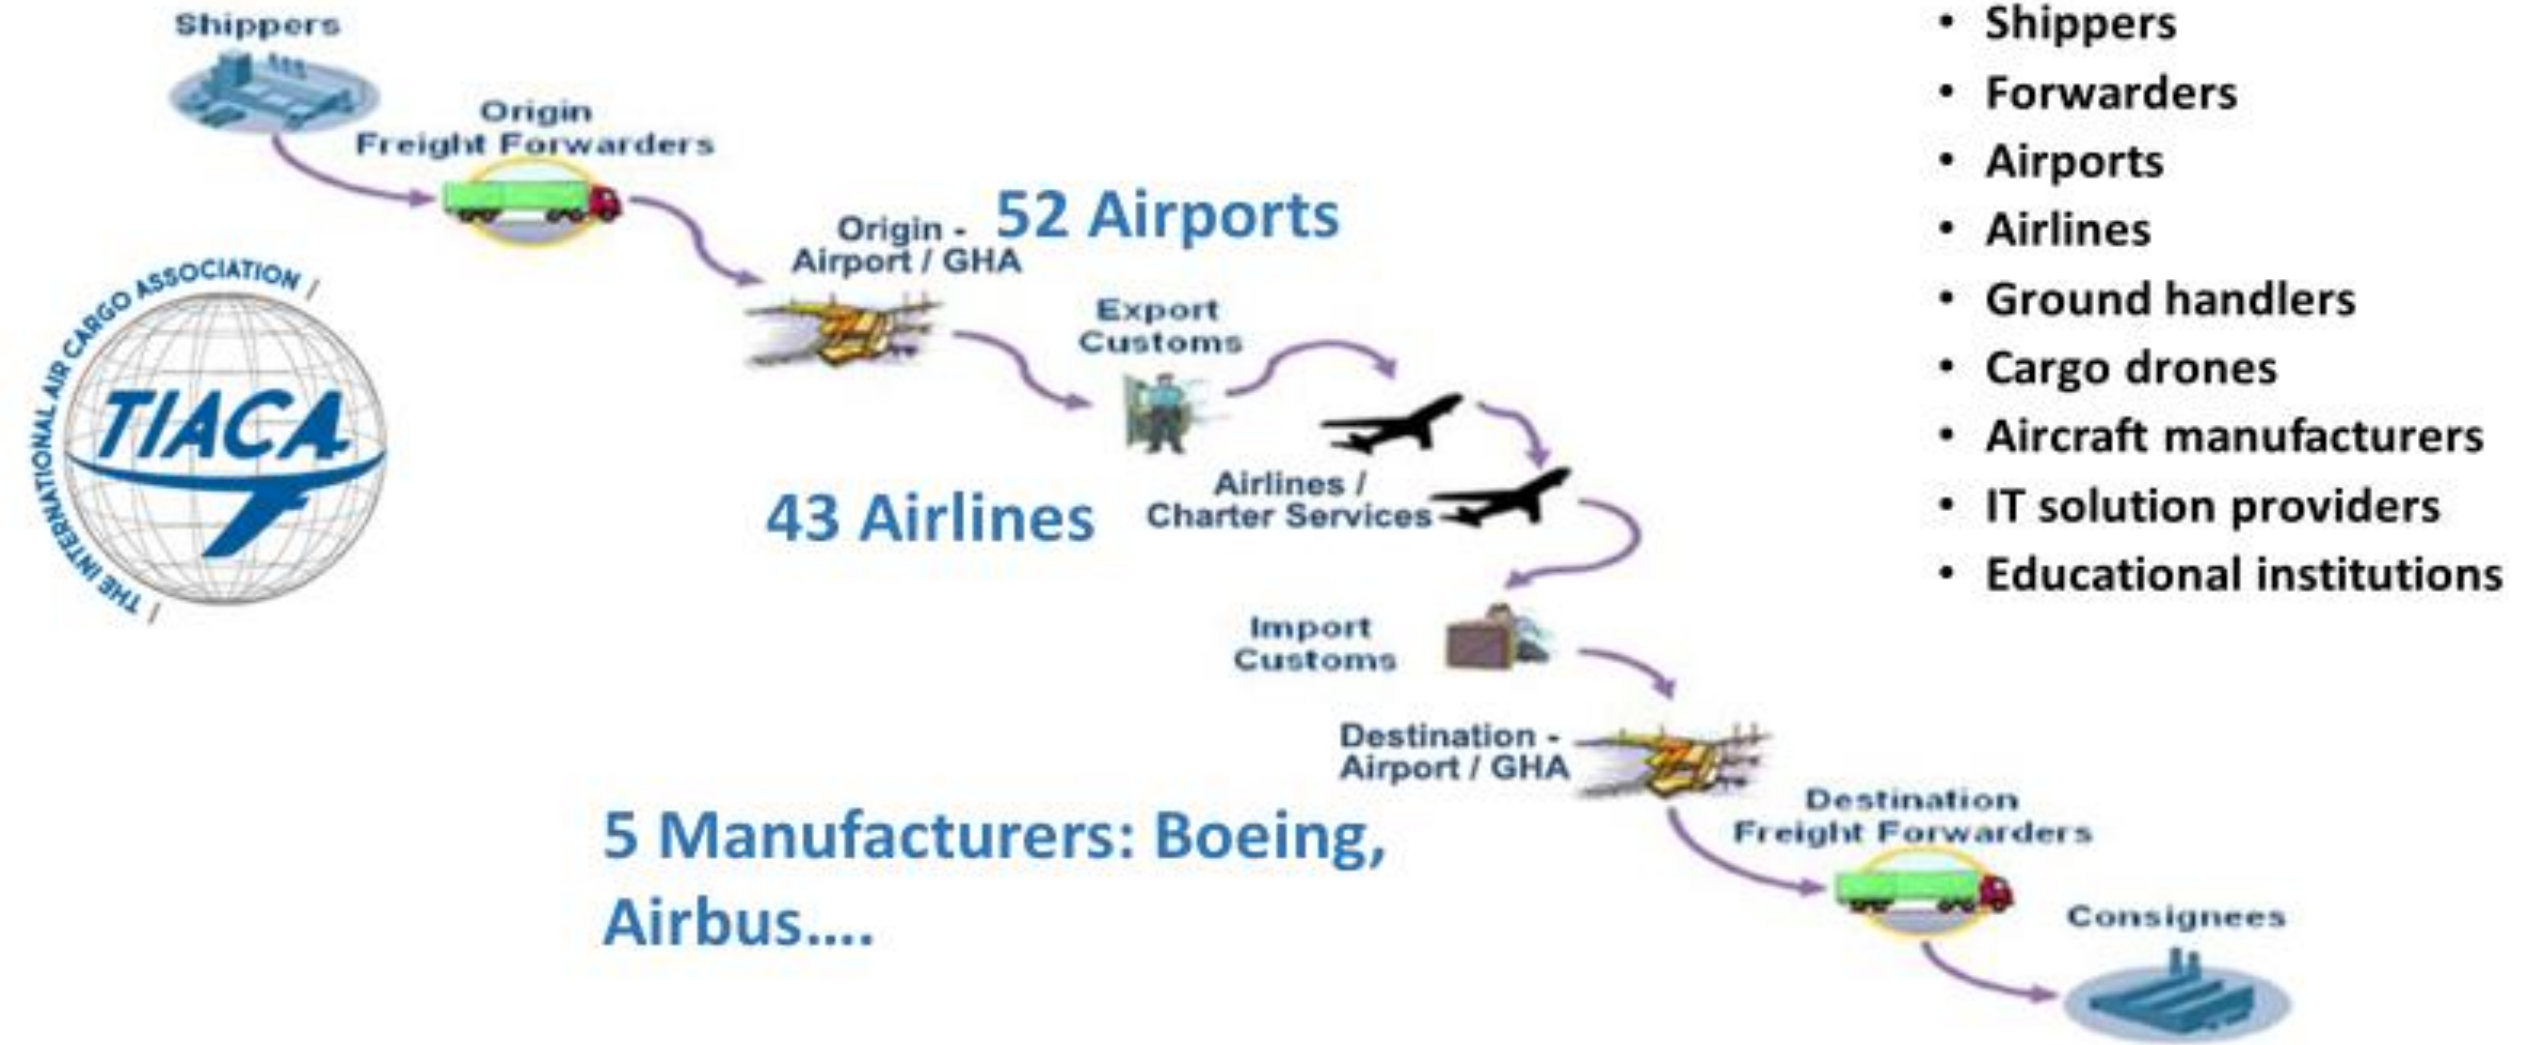 Shippers
Origin
Freight Forwarders
Origin -
Airport / GHA
52 Airports
Export
Customs
THE INTERNATIONAL AIR CARGO ASSOCIATION
TIACA
43 Airlines
Airlines /
Charter Services
Import
Customs
Destination -
Airport / GHA
5 Manufacturers: Boeing,
Airbus....
Destination
Freight Forwarders
Consignees
• Shippers
• Forwarders
• Airports
• Airlines
• Ground handlers
• Cargo drones
• Aircraft manufacturers
• IT solution providers
• Educational institutions